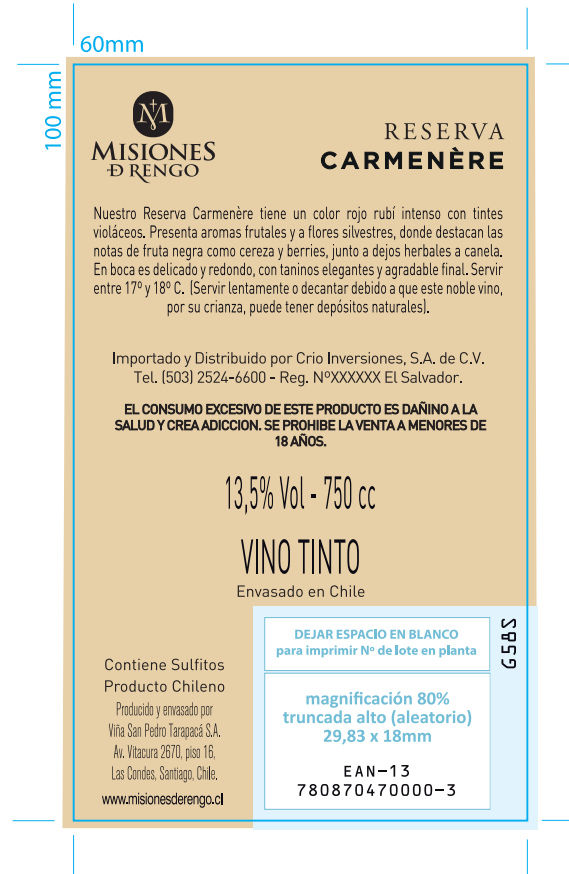 60mm
100 mm
M
MISIONES
D RENGO
RESERVA
CARMENÈRE
Nuestro Reserva Carmenère tiene un color rojo rubí intenso con tintes
violáceos. Presenta aromas frutales y a flores silvestres, donde destacan las
notas de fruta negra como cereza y berries, junto a dejos herbales a canela.
En boca es delicado y redondo, con taninos elegantes y agradable final. Servir
entre 17º y 18º C. (Servir lentamente o decantar debido a que este noble vino,
por su crianza, puede tener depósitos naturales).
Importado y Distribuido por Crio Inversiones, S.A. de C.V.
Tel. (503) 2524-6600 - Reg. NºXXXXXX El Salvador.
EL CONSUMO EXCESIVO DE ESTE PRODUCTO ES DAÑINO A LA
SALUD Y CREA ADICCION. SE PROHIBE LA VENTA A MENORES DE
18 AÑOS.
13,5% Vol - 750 cc
VINO TINTO
Envasado en Chile
Contiene Sulfitos
Producto Chileno
Producido y envasado por
Viña San Pedro Tarapacá S.A.
Av. Vitacura 2670, piso 16,
Las Condes, Santiago, Chile.
www.misionesderengo.cl
DEJAR ESPACIO EN BLANCO
para imprimir Nº de lote en planta
G582
magnificación 80%
truncada alto (aleatorio)
29,83 x 18mm
EAN-13
780870470000-3